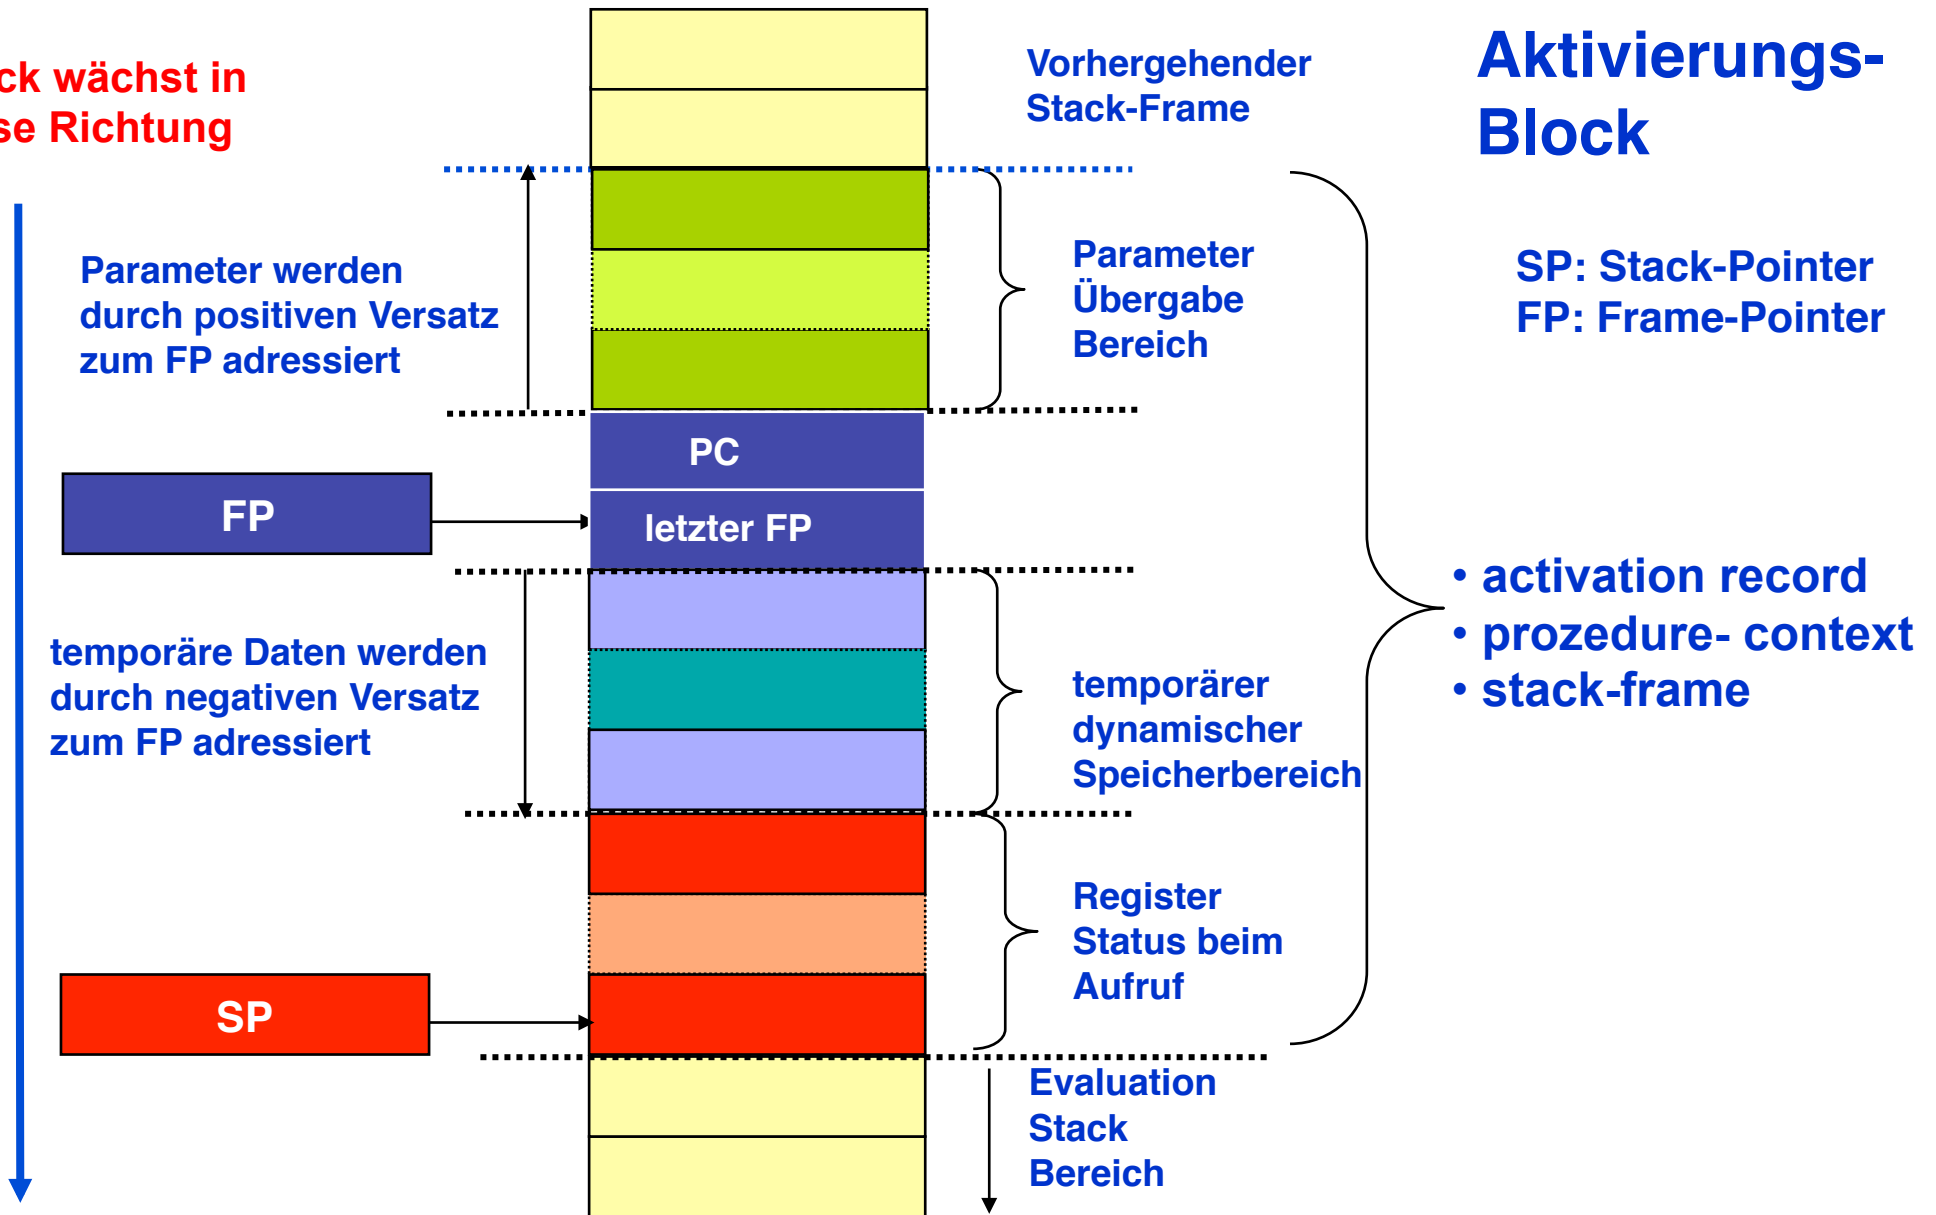 ck wächst in
se Richtung
Vorhergehender
Stack-Frame
Aktivierungs-
Block
Parameter werden
durch positiven Versatz
zum FP adressiert
Parameter
Übergabe
Bereich
SP: Stack-Pointer
FP: Frame-Pointer
PC
FP
letzter FP
• activation record
• prozedure- context
• stack-frame
temporäre Daten werden
durch negativen Versatz
zum FP adressiert
temporärer
dynamischer
Speicherbereich
Register
Status beim
Aufruf
SP
Evaluation
Stack
Bereich